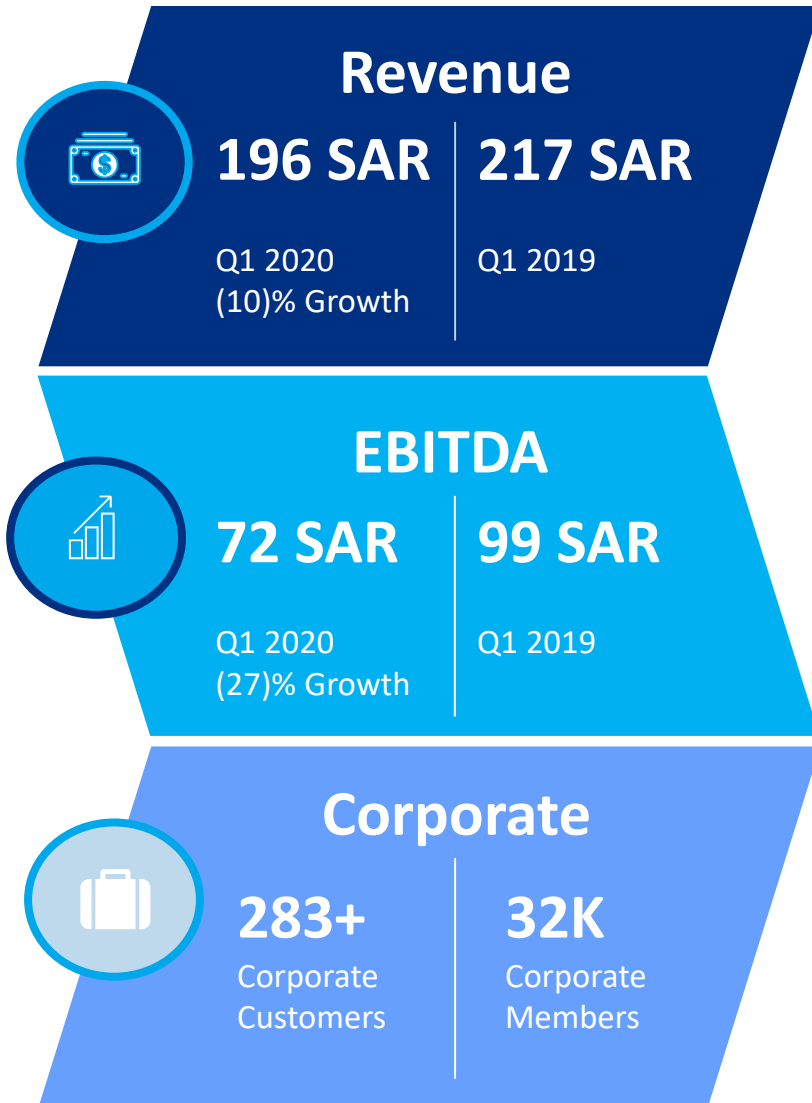 Revenue
196 SAR
217 SAR
Q1 2020
(10)% Growth
Q1 2019
EBITDA
72 SAR
99 SAR
Q1 2020
(27)% Growth
Q1 2019
Corporate
283+
Corporate
Customers
32K
Corporate
Members